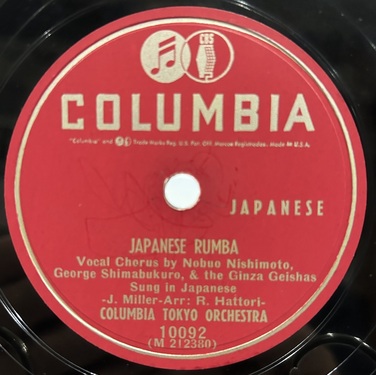 CBS
COLUMBIA
"Columbia" and Trade Marks Reg. U.S. Pat. Off. Marcas Registradas. Made in U.S.A.
JAPANESE
JAPANESE RUMBA
Vocal Chorus by Nobuo Nishimoto,
George Shimabukuro, & the Ginza Geishas
Sung in Japanese
-J. Miller-Arr: R. Hattori-
COLUMBIA TOKYO ORCHESTRA
10092
(M 212380)